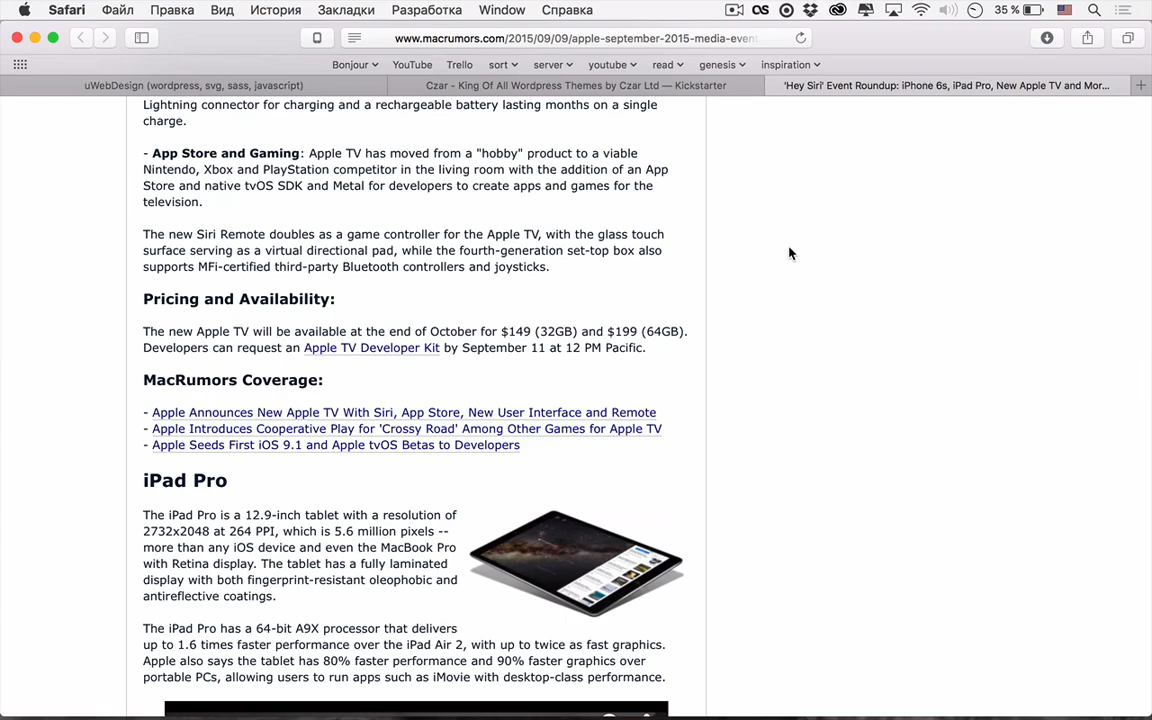 Safari Файл Правка Вид История Закладки Разработка Window Справка 35 %
www.macrumors.com/2015/09/09/apple-september-2015-media-event
Bonjour YouTube Trello sort server youtube read genesis inspiration
uWebDesign (wordpress, svg, sass, javascript) Czar - King Of All Wordpress Themes by Czar Ltd — Kickstarter 'Hey Siri' Event Roundup: iPhone 6s, iPad Pro, New Apple TV and Mor...
Lightning connector for charging and a rechargeable battery lasting months on a single
charge.
- App Store and Gaming: Apple TV has moved from a "hobby" product to a viable
Nintendo, Xbox and PlayStation competitor in the living room with the addition of an App
Store and native tvOS SDK and Metal for developers to create apps and games for the
television.
The new Siri Remote doubles as a game controller for the Apple TV, with the glass touch
surface serving as a virtual directional pad, while the fourth-generation set-top box also
supports MFi-certified third-party Bluetooth controllers and joysticks.
Pricing and Availability:
The new Apple TV will be available at the end of October for $149 (32GB) and $199 (64GB).
Developers can request an Apple TV Developer Kit by September 11 at 12 PM Pacific.
MacRumors Coverage:
- Apple Announces New Apple TV With Siri, App Store, New User Interface and Remote
- Apple Introduces Cooperative Play for 'Crossy Road' Among Other Games for Apple TV
- Apple Seeds First iOS 9.1 and Apple tvOS Betas to Developers
iPad Pro
The iPad Pro is a 12.9-inch tablet with a resolution of
2732x2048 at 264 PPI, which is 5.6 million pixels --
more than any iOS device and even the MacBook Pro
with Retina display. The tablet has a fully laminated
display with both fingerprint-resistant oleophobic and
antireflective coatings.
The iPad Pro has a 64-bit A9X processor that delivers
up to 1.6 times faster performance over the iPad Air 2, with up to twice as fast graphics.
Apple also says the tablet has 80% faster performance and 90% faster graphics over
portable PCs, allowing users to run apps such as iMovie with desktop-class performance.